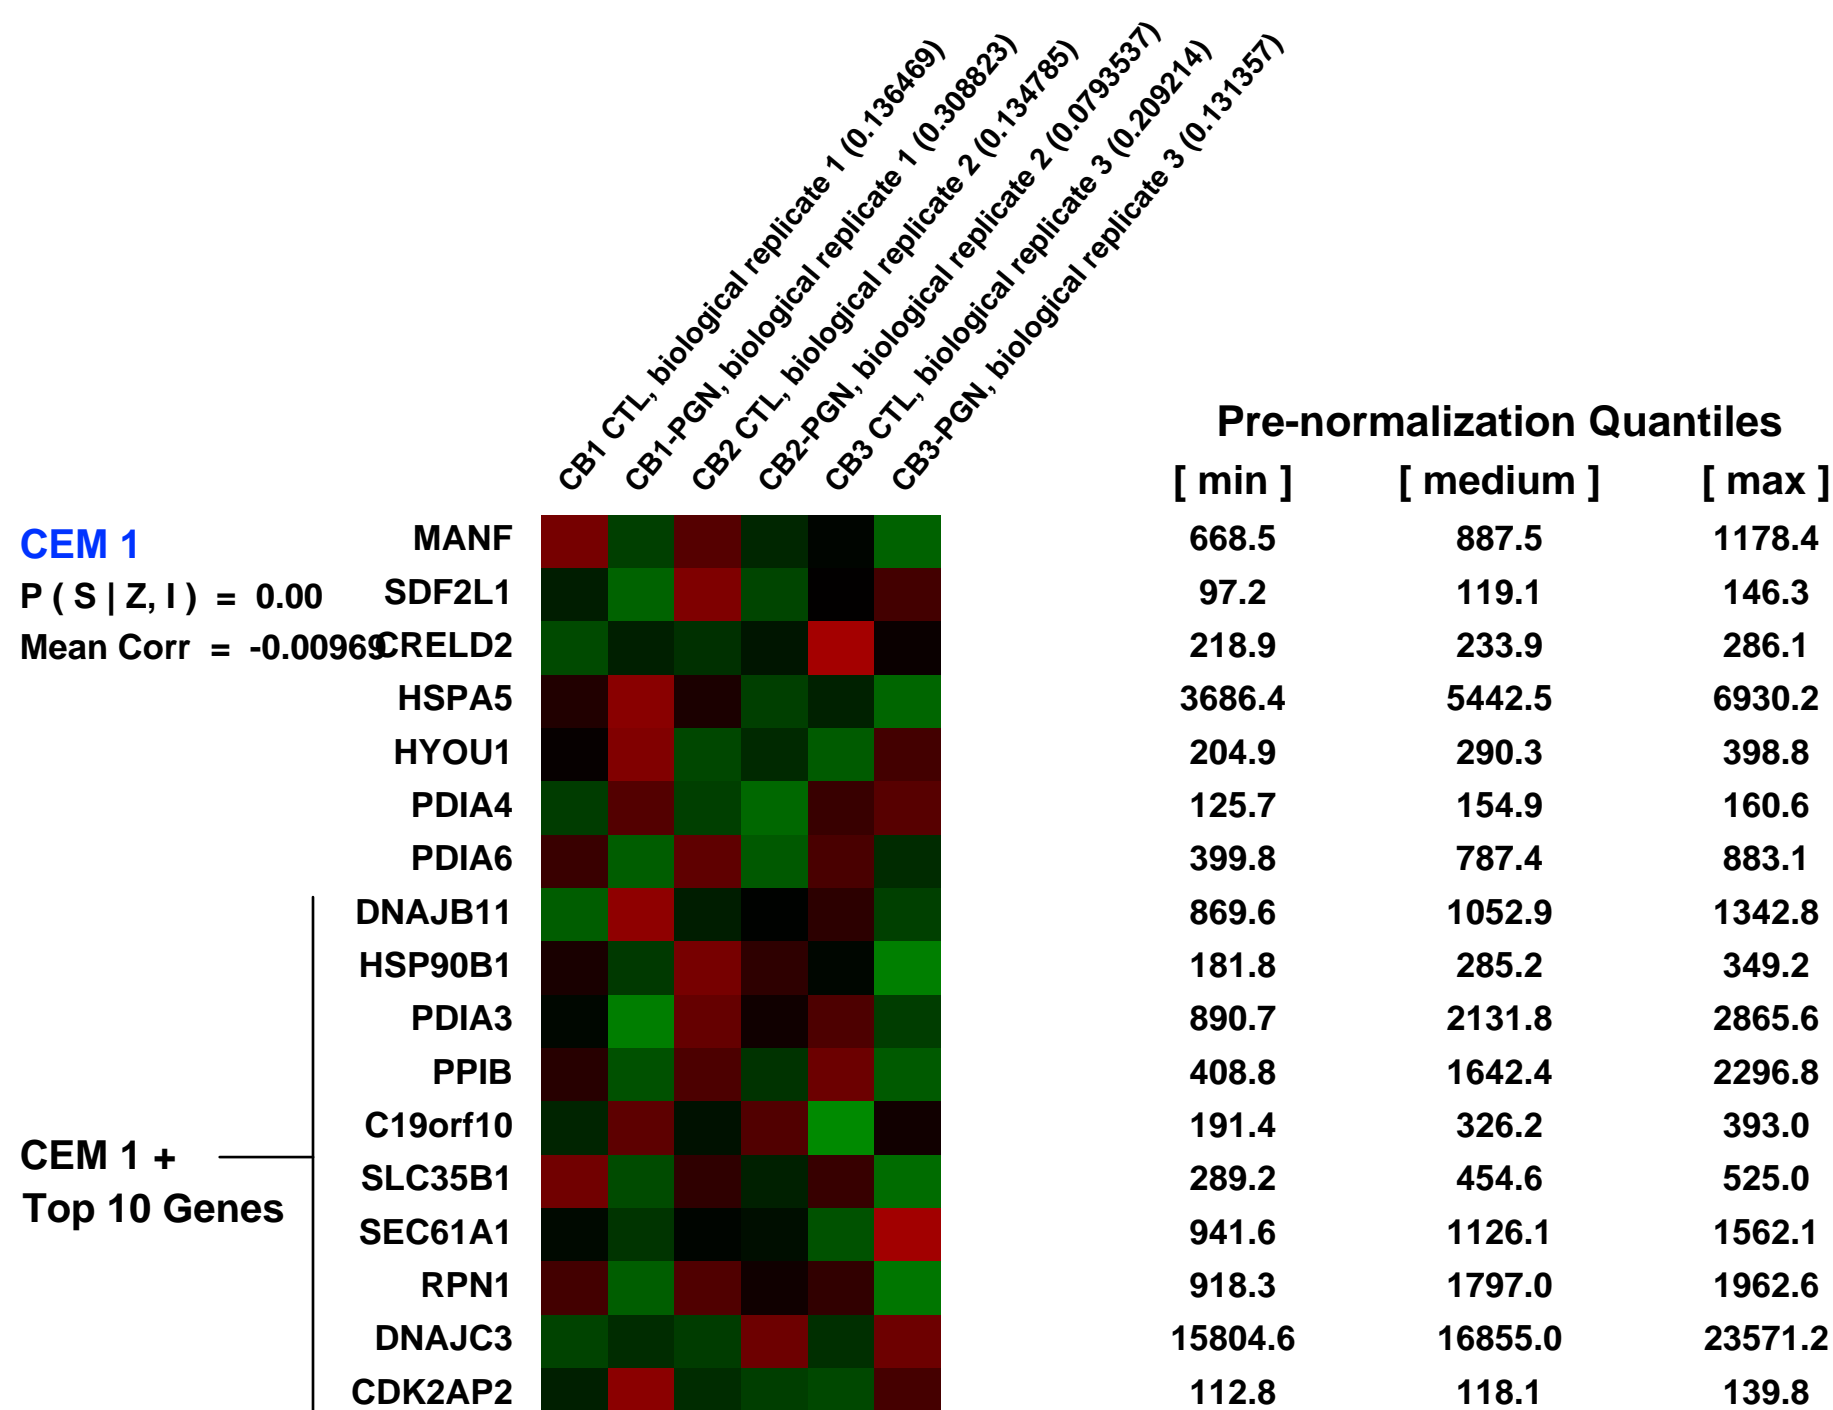 CB1 CTL, biological replicate 1 (0.136469)
CB1-PGN, biological replicate 1 (0.308823)
CB2 CTL, biological replicate 2 (0.134785)
CB2-PGN, biological replicate 2 (0.0793537)
CB3 CTL, biological replicate 3 (0.209214)
CB3-PGN, biological replicate 3 (0.131357)
Pre-normalization Quantiles
[ min ] [ medium ] [ max ]
CEM 1
P ( S | Z, I ) = 0.00
Mean Corr = -0.00969
MANF 668.5 887.5 1178.4
SDF2L1 97.2 119.1 146.3
CRELD2 218.9 233.9 286.1
HSPA5 3686.4 5442.5 6930.2
HYOU1 204.9 290.3 398.8
PDIA4 125.7 154.9 160.6
PDIA6 399.8 787.4 883.1
CEM 1 +
Top 10 Genes
DNAJB11 869.6 1052.9 1342.8
HSP90B1 181.8 285.2 349.2
PDIA3 890.7 2131.8 2865.6
PPIB 408.8 1642.4 2296.8
C19orf10 191.4 326.2 393.0
SLC35B1 289.2 454.6 525.0
SEC61A1 941.6 1126.1 1562.1
RPN1 918.3 1797.0 1962.6
DNAJC3 15804.6 16855.0 23571.2
CDK2AP2 112.8 118.1 139.8